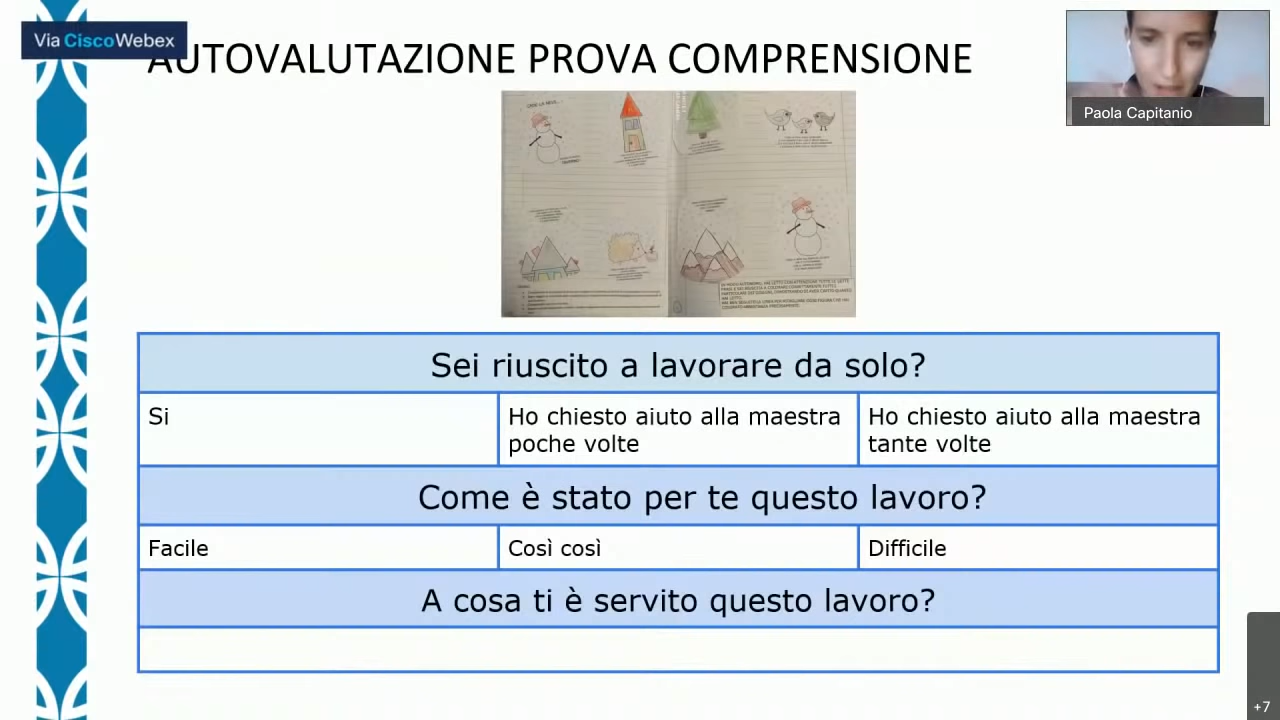 Via Cisco Webex
AUTOVALUTAZIONE PROVA COMPRENSIONE
Paola Capitanio
Sei riuscito a lavorare da solo?
Si
Ho chiesto aiuto alla maestra
poche volte
Ho chiesto aiuto alla maestra
tante volte
Come è stato per te questo lavoro?
Facile
Così così
Difficile
A cosa ti è servito questo lavoro?
+7